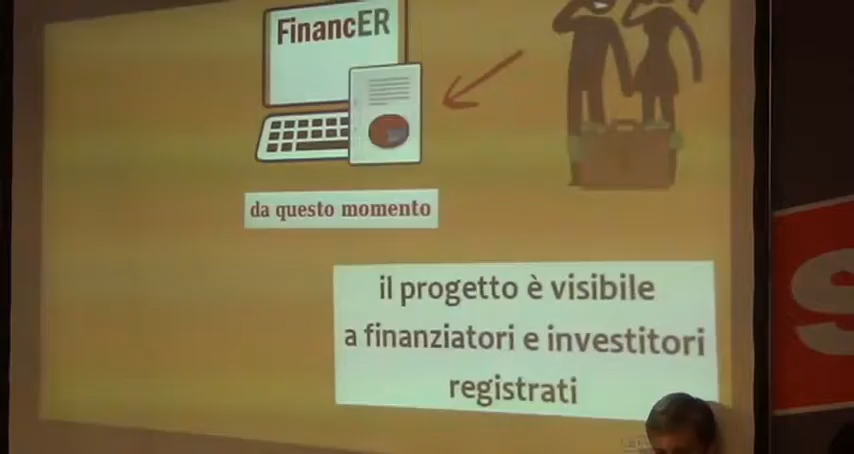 FinancER
da questo momento
il progetto è visibile
a finanziatori e investitori
registrati